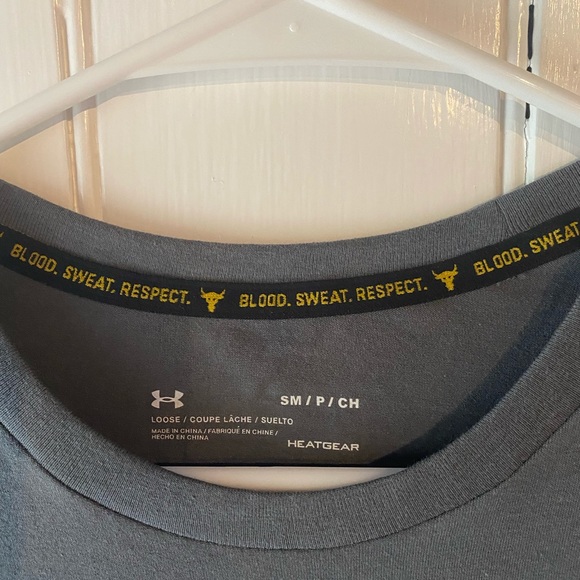 BLOOD. SWEAT. RESPECT. BLOOD. SWEAT. RESPECT. BLOOD. SWEAT
SM / P / CH
LOOSE / COUPE LÂCHE / SUELTO
MADE IN CHINA / FABRIQUÉ EN CHINE /
HECHO EN CHINA
HEATGEAR